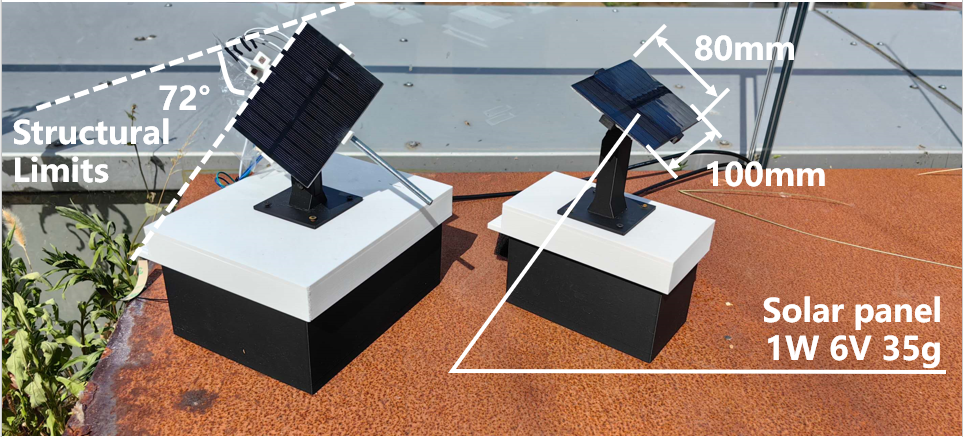 80mm
72°
Structural
Limits
100mm
Solar panel
1W 6V 35g